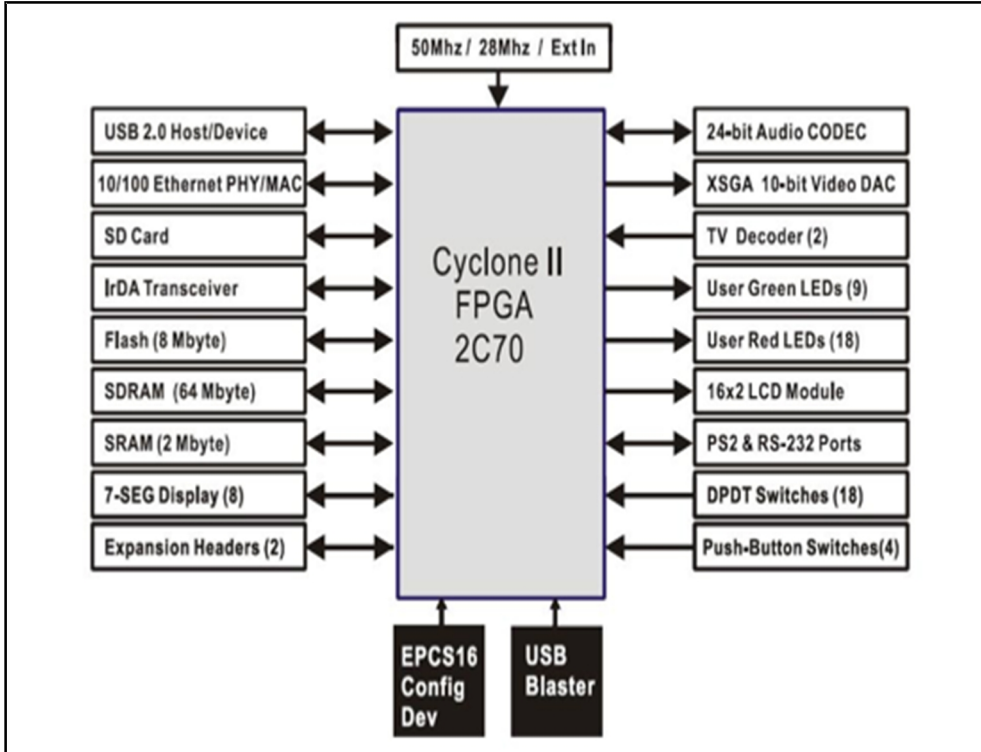 50Mhz / 28Mhz / Ext In
USB 2.0 Host/Device
10/100 Ethernet PHY/MAC
SD Card
IrDA Transceiver
Flash (8 Mbyte)
SDRAM (64 Mbyte)
SRAM (2 Mbyte)
7-SEG Display (8)
Expansion Headers (2)
Cyclone II
FPGA
2C70
24-bit Audio CODEC
XSGA 10-bit Video DAC
TV Decoder (2)
User Green LEDs (9)
User Red LEDs (18)
16x2 LCD Module
PS2 & RS-232 Ports
DPDT Switches (18)
Push-Button Switches(4)
EPCS16
Config
Dev
USB
Blaster